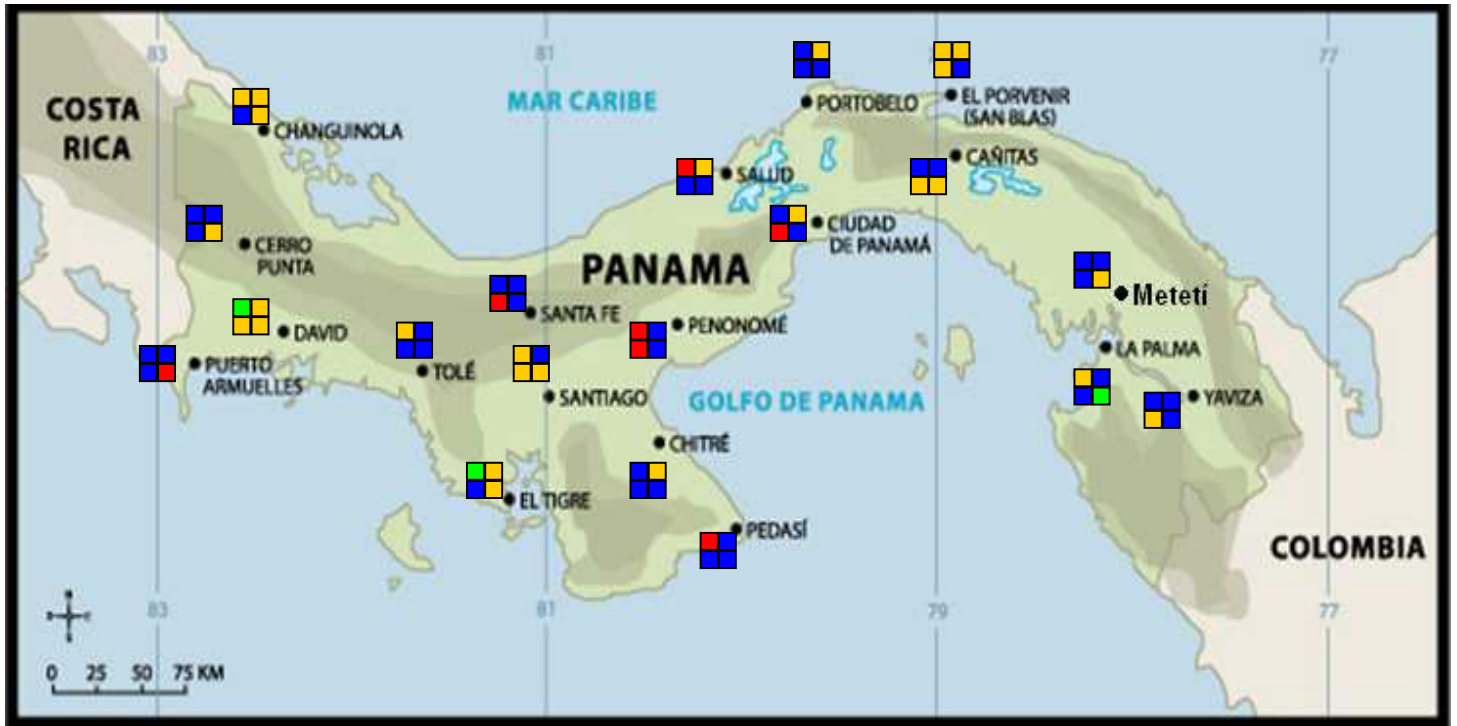 83
81
77
MAR CARIBE
COSTA
RICA
CHANGUINOLA
PORTOBELO
EL PORVENIR
(SAN BLAS)
CAÑITAS
SALUD
CIUDAD
DE PANAMÁ
CERRO
PUNTA
PANAMA
Metetí
SANTA FE
PENONOMÉ
DAVID
LA PALMA
PUERTO
ARMUELLES
TOLÉ
SANTIAGO
GOLFO DE PANAMA
YAVIZA
CHITRÉ
EL TIGRE
PEDASÍ
COLOMBIA
83
81
79
77
0 25 50 75 KM